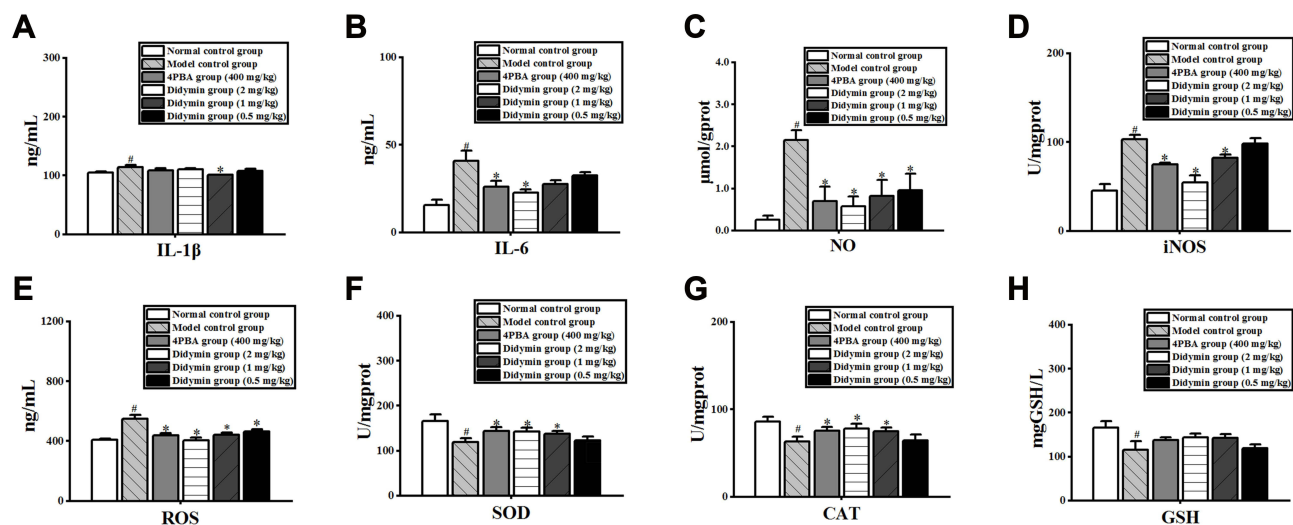 A
Normal control group
Model control group
4PBA group (400 mg/kg)
Didymin group (2 mg/kg)
Didymin group (1 mg/kg)
Didymin group (0.5 mg/kg)
ng/mL
300
200
100
0
#
*
IL-1β
B
Normal control group
Model control group
4PBA group (400 mg/kg)
Didymin group (2 mg/kg)
Didymin group (1 mg/kg)
Didymin group (0.5 mg/kg)
ng/mL
100
50
0
#
*
*
IL-6
C
Normal control group
Model control group
4PBA group (400 mg/kg)
Didymin group (2 mg/kg)
Didymin group (1 mg/kg)
Didymin group (0.5 mg/kg)
μmol/gprot
4.0
3.0
2.0
1.0
0.0
#
*
*
*
*
NO
D
Normal control group
Model control group
4PBA group (400 mg/kg)
Didymin group (2 mg/kg)
Didymin group (1 mg/kg)
Didymin group (0.5 mg/kg)
U/mgprot
200
100
0
#
*
*
*
iNOS
E
Normal control group
Model control group
4PBA group (400 mg/kg)
Didymin group (2 mg/kg)
Didymin group (1 mg/kg)
Didymin group (0.5 mg/kg)
ng/mL
1200
800
400
0
#
*
*
*
*
ROS
F
Normal control group
Model control group
4PBA group (400 mg/kg)
Didymin group (2 mg/kg)
Didymin group (1 mg/kg)
Didymin group (0.5 mg/kg)
U/mgprot
400
300
200
100
0
#
*
*
*
SOD
G
Normal control group
Model control group
4PBA group (400 mg/kg)
Didymin group (2 mg/kg)
Didymin group (1 mg/kg)
Didymin group (0.5 mg/kg)
U/mgprot
200
100
0
#
*
*
*
CAT
H
Normal control group
Model control group
4PBA group (400 mg/kg)
Didymin group (2 mg/kg)
Didymin group (1 mg/kg)
Didymin group (0.5 mg/kg)
mgGSH/L
400
300
200
100
0
#
GSH